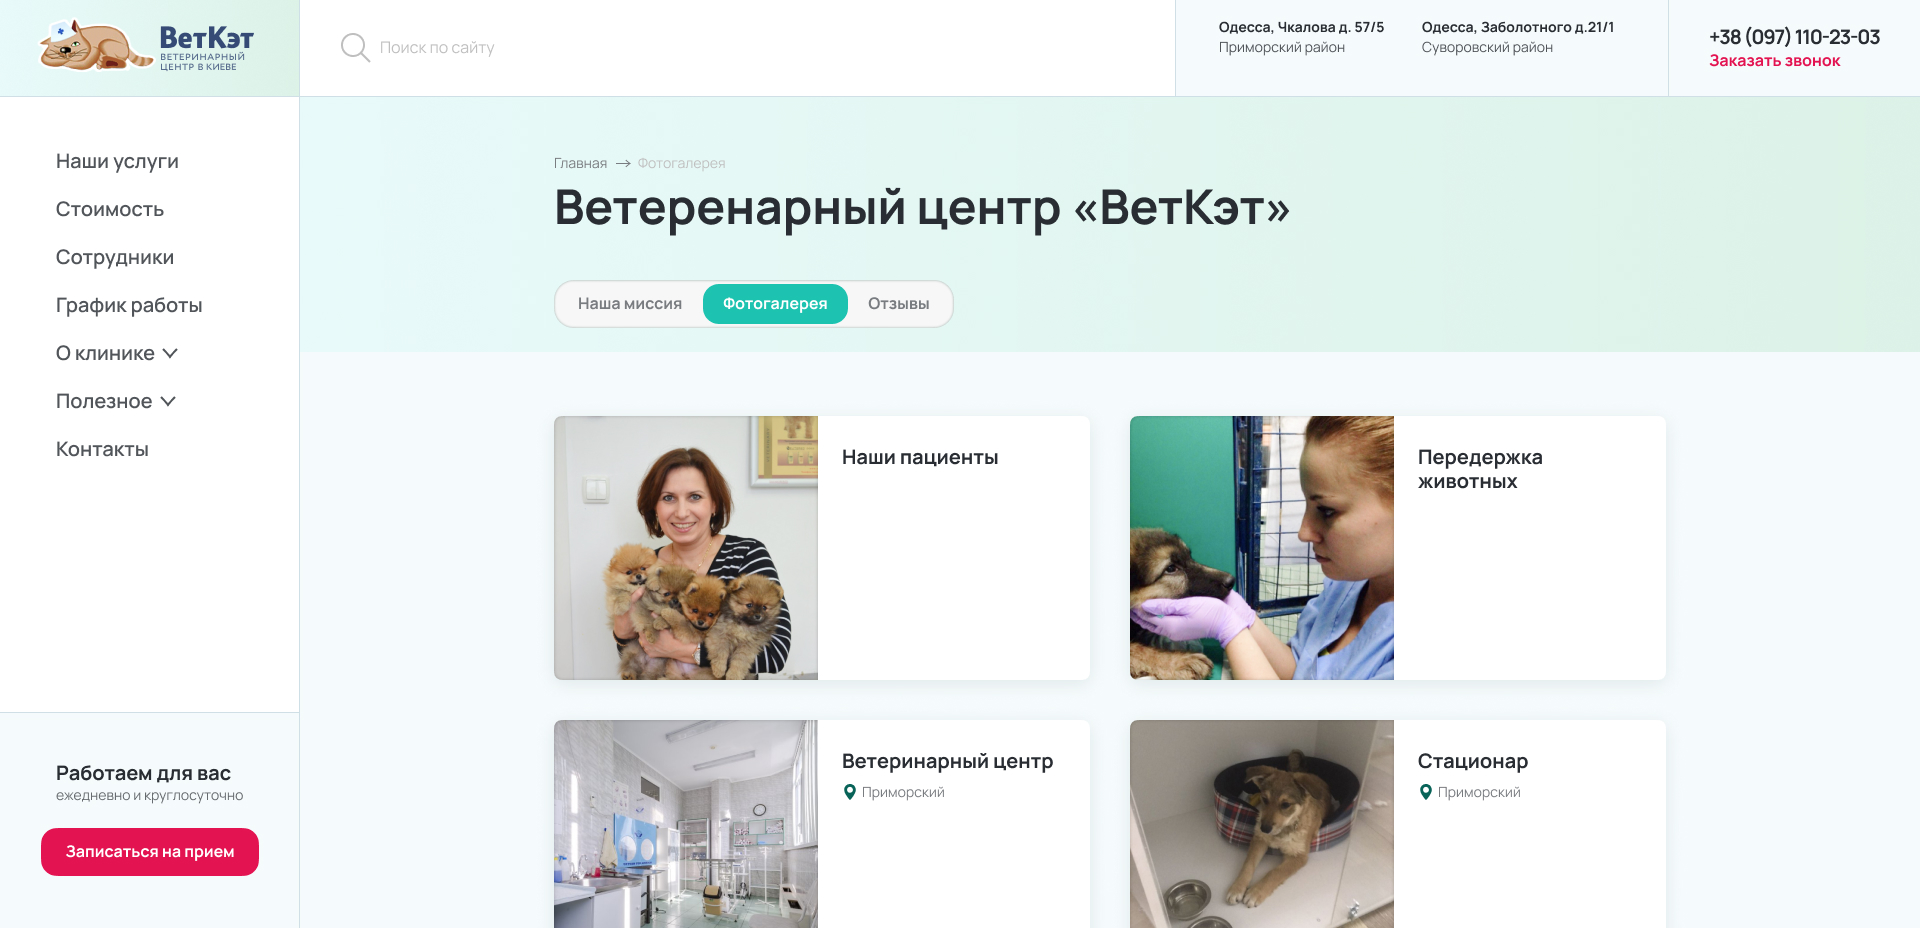 ВетКэт
ВЕТЕРИНАРНЫЙ
ЦЕНТР В КИЕВЕ
Поиск по сайту
Одесса, Чкалова д. 57/5
Приморский район
Одесса, Заболотного д.21/1
Суворовский район
+38 (097) 110-23-03
Заказать звонок
Наши услуги
Стоимость
Сотрудники
График работы
О клинике
Полезное
Контакты
Работаем для вас
ежедневно и круглосуточно
Записаться на прием
Главная → Фотогалерея
Ветеренарный центр «ВетКэт»
Наша миссия
Фотогалерея
Отзывы
Наши пациенты
Передержка
животных
Ветеринарный центр
Приморский
Стационар
Приморский